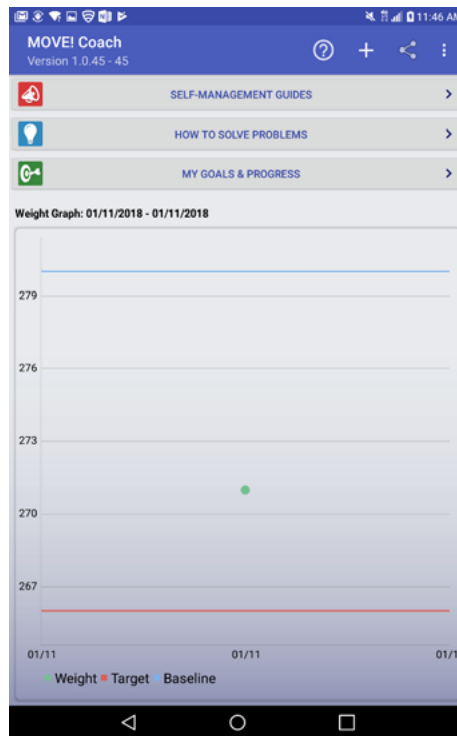 11:46 AM
MOVE! Coach
Version 1.0.45 - 45
SELF-MANAGEMENT GUIDES
HOW TO SOLVE PROBLEMS
MY GOALS & PROGRESS
Weight Graph: 01/11/2018 - 01/11/2018
279
276
273
270
267
01/11 01/11 01/1
Weight Target Baseline